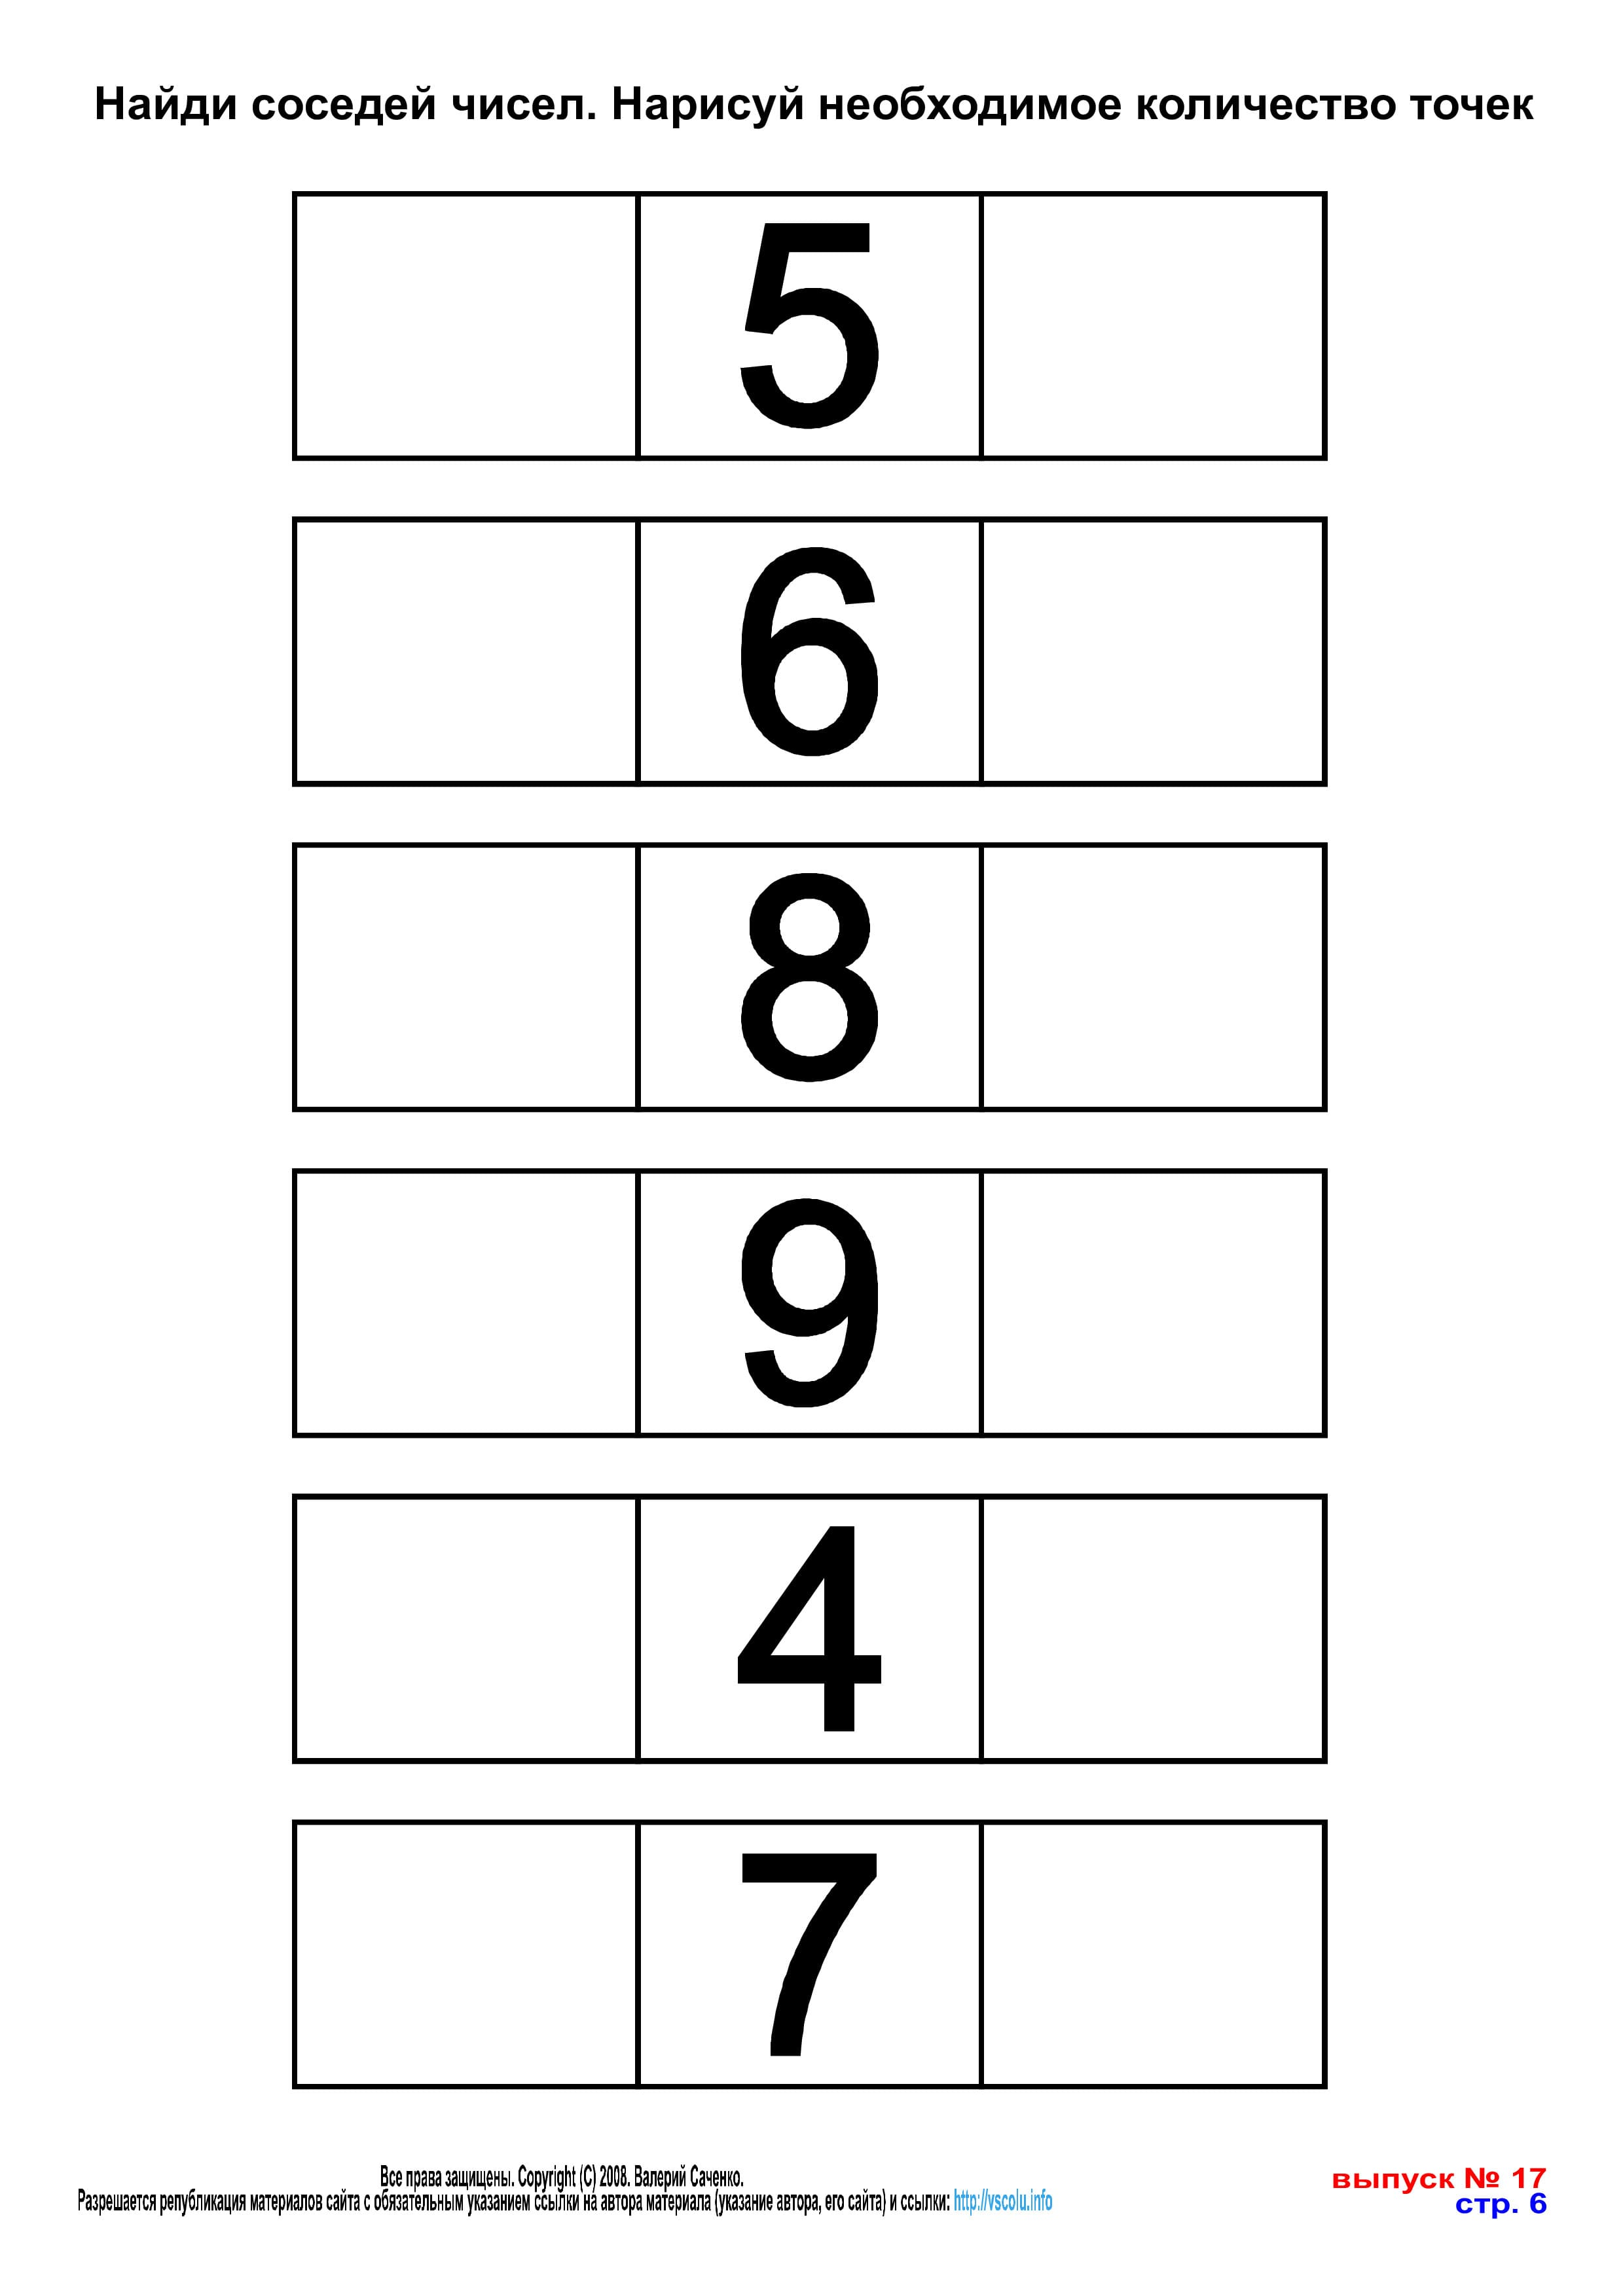 Найди соседей чисел. Нарисуй необходимое количество точек
5
6
8
9
4
7
Все права защищены. Copyright (C) 2008. Валерий Саченко.
Разрешается републикация материалов сайта с обязательным указанием ссылки на автора материала (указание автора, его сайта) и ссылки: http://vscolu.info
выпуск № 17
стр. 6